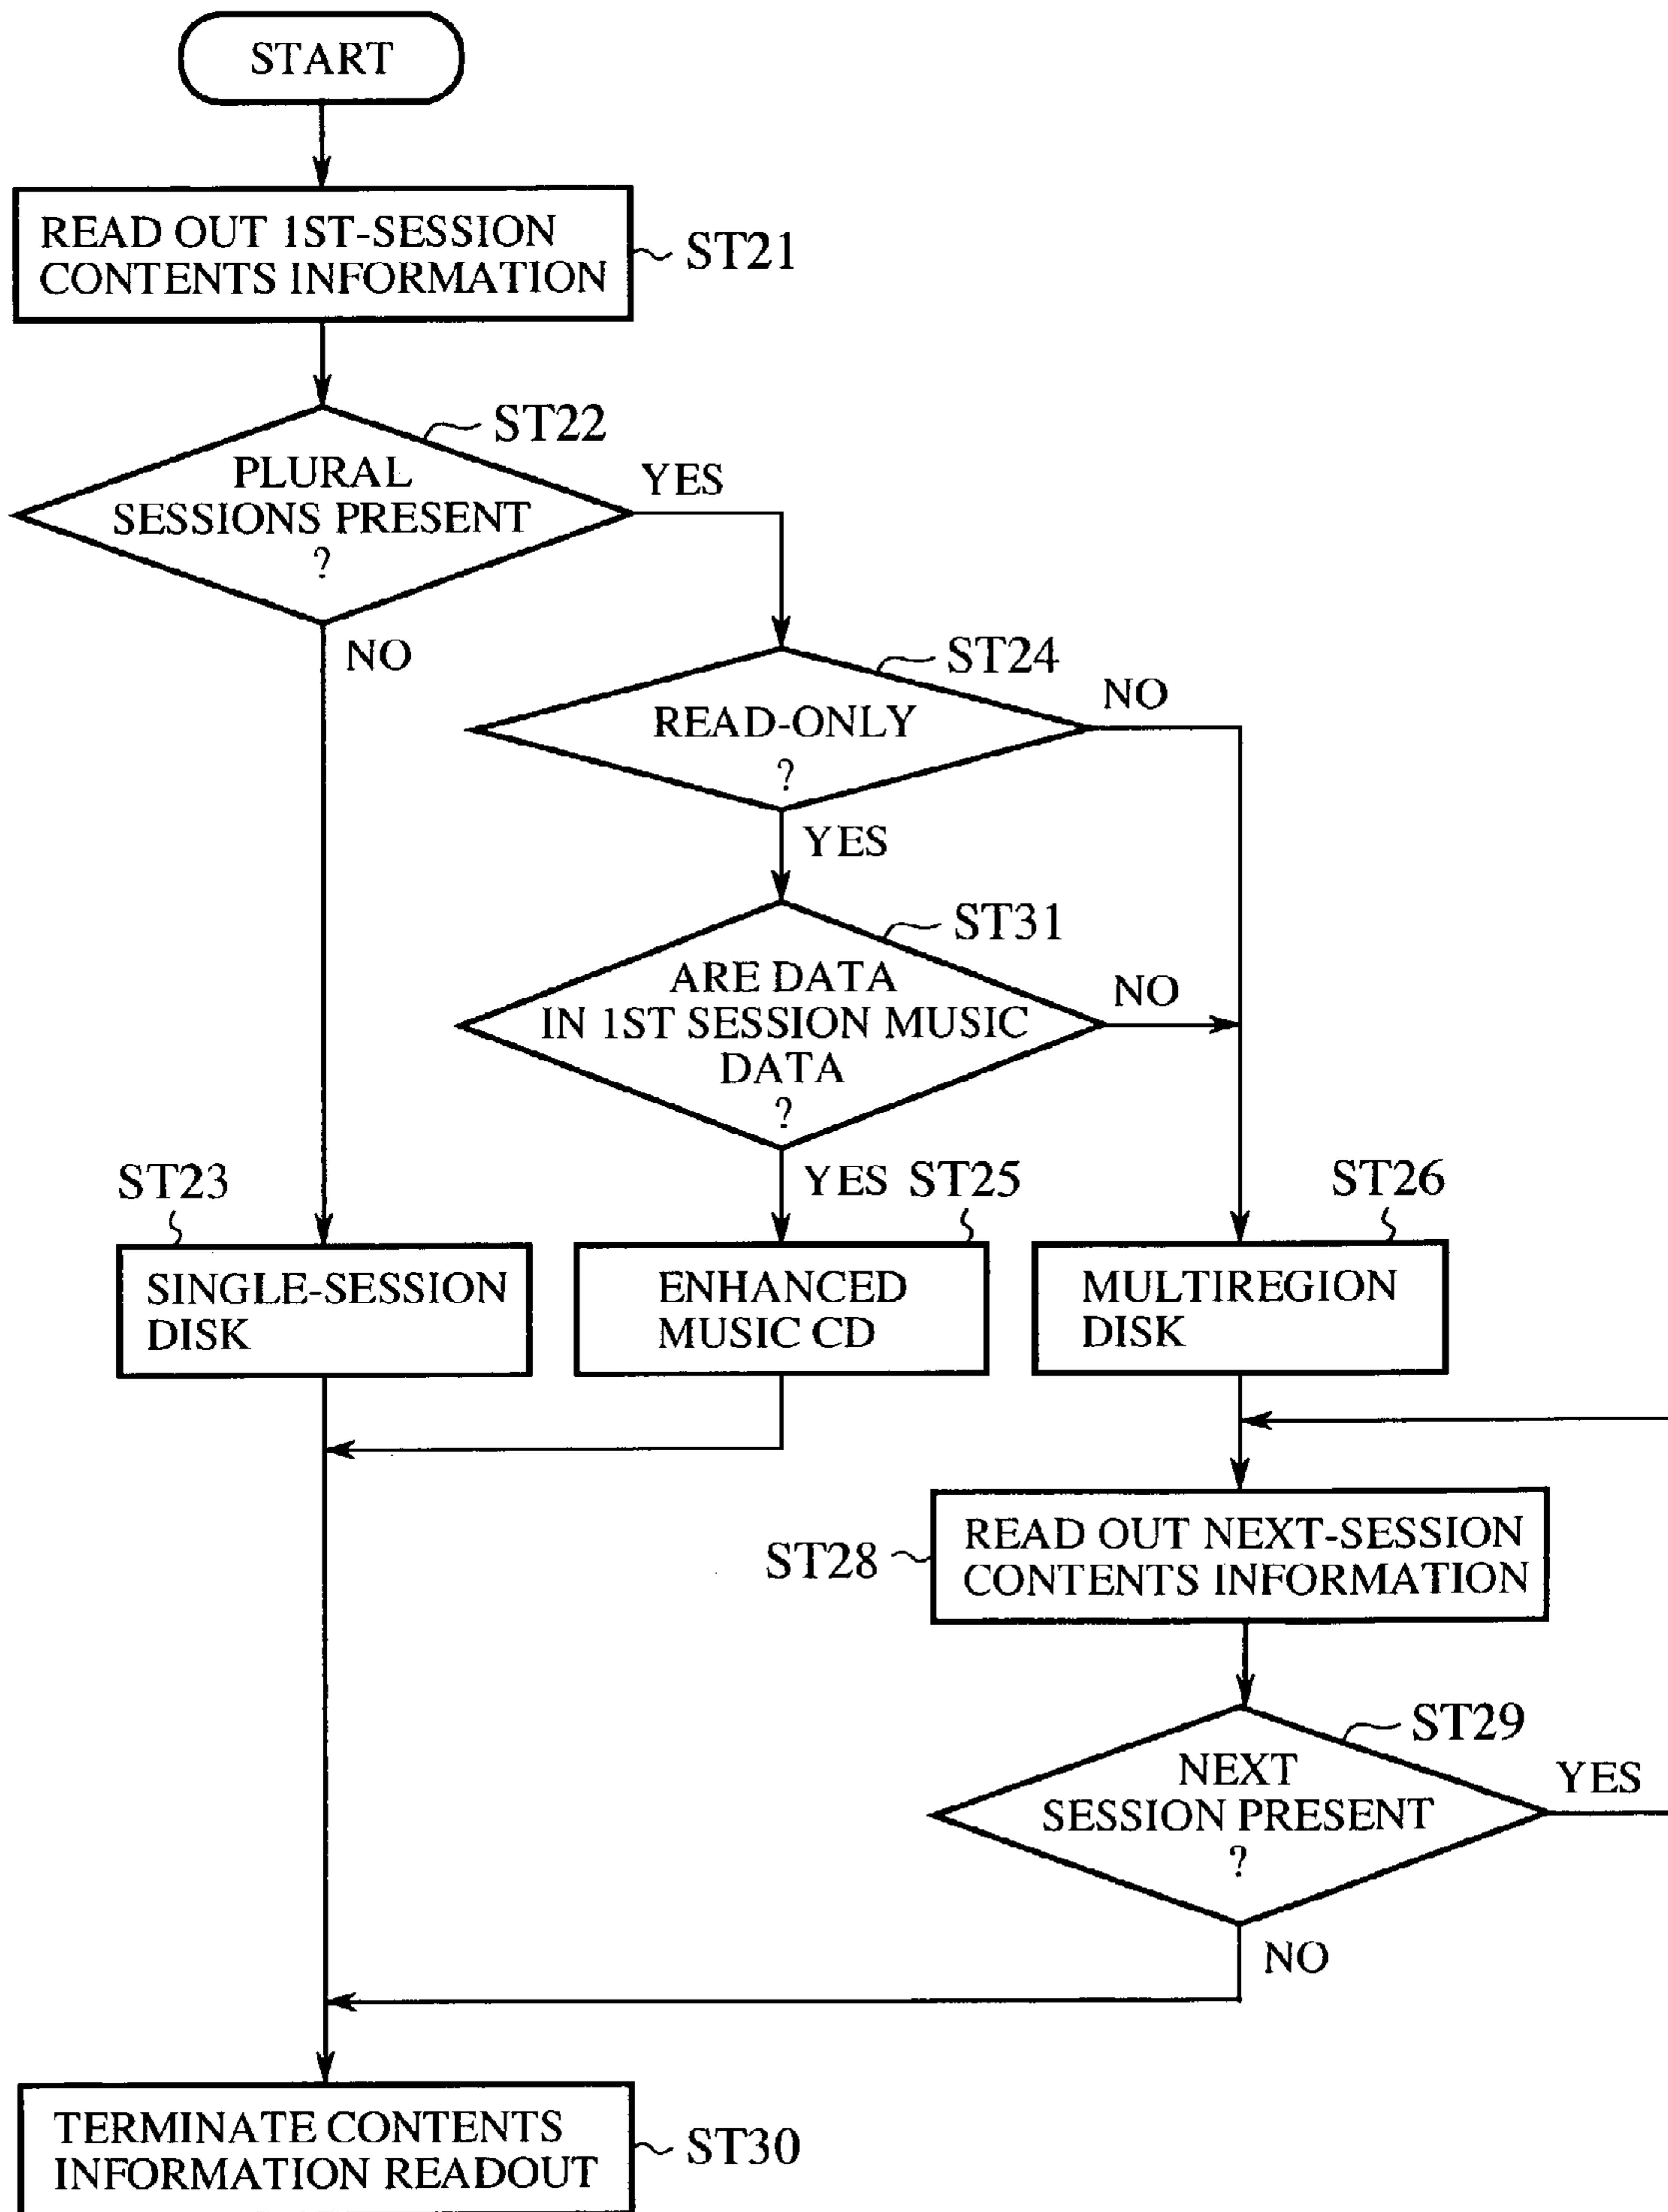 START
READ OUT 1ST-SESSION
CONTENTS INFORMATION
ST21
ST22
PLURAL
SESSIONS PRESENT
?
YES
NO
ST24
READ-ONLY
?
NO
YES
ST31
ARE DATA
IN 1ST SESSION MUSIC
DATA
?
NO
YES
ST23
SINGLE-SESSION
DISK
ST25
ENHANCED
MUSIC CD
ST26
MULTIREGION
DISK
ST28
READ OUT NEXT-SESSION
CONTENTS INFORMATION
ST29
NEXT
SESSION PRESENT
?
YES
NO
TERMINATE CONTENTS
INFORMATION READOUT
ST30